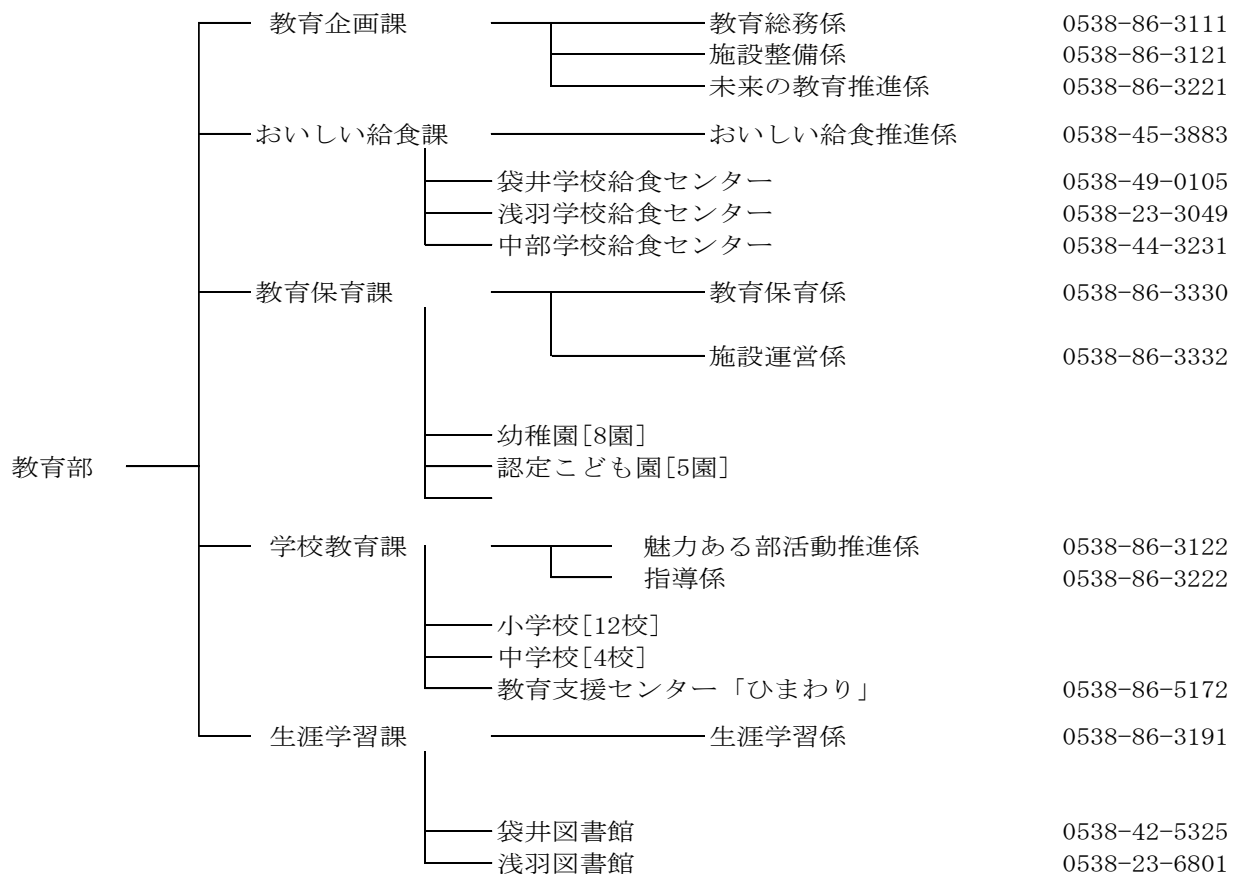 教育企画課 教育総務係 0538-86-3111
施設整備係 0538-86-3121
未来の教育推進係 0538-86-3221
おいしい給食課 おいしい給食推進係 0538-45-3883
袋井学校給食センター 0538-49-0105
浅羽学校給食センター 0538-23-3049
中部学校給食センター 0538-44-3231
教育保育課 教育保育係 0538-86-3330
施設運営係 0538-86-3332
幼稚園[8園]
教育部 認定こども園[5園]
学校教育課 魅力ある部活動推進係 0538-86-3122
指導係 0538-86-3222
小学校[12校]
中学校[4校]
教育支援センター「ひまわり」 0538-86-5172
生涯学習課 生涯学習係 0538-86-3191
袋井図書館 0538-42-5325
浅羽図書館 0538-23-6801